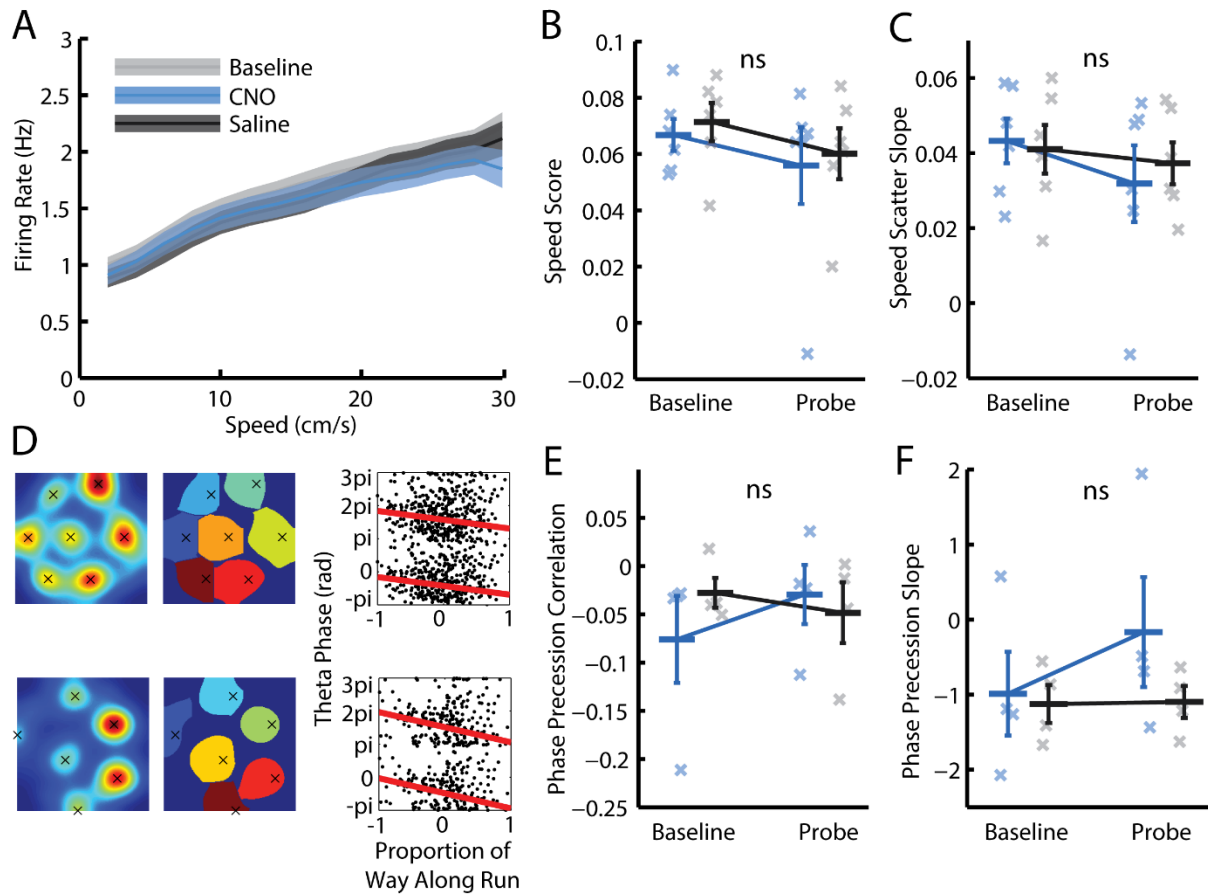 A
3
2.5
2
1.5
1
0.5
0
0
10
20
30
Firing Rate (Hz)
Speed (cm/s)
Baseline
CNO
Saline
B
ns
0.1
0.08
0.06
0.04
0.02
0
−0.02
Speed Score
Baseline
Probe
C
ns
0.06
0.04
0.02
0
−0.02
Speed Scatter Slope
Baseline
Probe
D
Theta Phase (rad)
3pi
2pi
pi
0
-pi
-1
0
1
3pi
2pi
pi
0
-pi
-1
0
1
Proportion of
Way Along Run
E
ns
0.05
0
−0.05
−0.1
−0.15
−0.2
−0.25
Phase Precession Correlation
Baseline
Probe
F
ns
2
1
0
−1
−2
Phase Precession Slope
Baseline
Probe